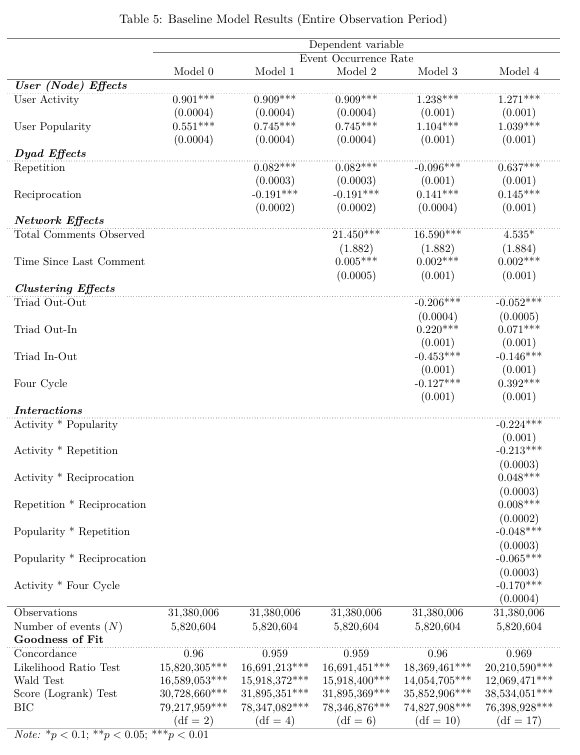 Table 5: Baseline Model Results (Entire Observation Period)
Dependent variable
Event Occurrence Rate
Model 0 Model 1 Model 2 Model 3 Model 4
User (Node) Effects
User Activity 0.901*** 0.909*** 0.909*** 1.238*** 1.271***
(0.0004) (0.0004) (0.0004) (0.001) (0.001)
User Popularity 0.551*** 0.745*** 0.745*** 1.104*** 1.039***
(0.0004) (0.0004) (0.0004) (0.001) (0.001)
Dyad Effects
Repetition 0.082*** 0.082*** -0.096*** 0.637***
(0.0003) (0.0003) (0.001) (0.001)
Reciprocation -0.191*** -0.191*** 0.141*** 0.145***
(0.0002) (0.0002) (0.0004) (0.001)
Network Effects
Total Comments Observed 21.450*** 16.590*** 4.535*
(1.882) (1.882) (1.884)
Time Since Last Comment 0.005*** 0.002*** 0.002***
(0.0005) (0.001) (0.001)
Clustering Effects
Triad Out-Out -0.206*** -0.052***
(0.0004) (0.0005)
Triad Out-In 0.220*** 0.071***
(0.001) (0.001)
Triad In-Out -0.453*** -0.146***
(0.001) (0.001)
Four Cycle -0.127*** 0.392***
(0.001) (0.001)
Interactions
Activity * Popularity -0.224***
(0.001)
Activity * Repetition -0.213***
(0.0003)
Activity * Reciprocation 0.048***
(0.0003)
Repetition * Reciprocation 0.008***
(0.0002)
Popularity * Repetition -0.048***
(0.0003)
Popularity * Reciprocation -0.065***
(0.0003)
Activity * Four Cycle -0.170***
(0.0004)
Observations 31,380,006 31,380,006 31,380,006 31,380,006 31,380,006
Number of events (N) 5,820,604 5,820,604 5,820,604 5,820,604 5,820,604
Goodness of Fit
Concordance 0.96 0.959 0.959 0.96 0.969
Likelihood Ratio Test 15,820,305*** 16,691,213*** 16,691,451*** 18,369,461*** 20,210,590***
Wald Test 16,589,053*** 15,918,372*** 15,918,400*** 14,054,705*** 12,069,471***
Score (Logrank) Test 30,728,660*** 31,895,351*** 31,895,369*** 35,852,906*** 38,534,051***
BIC 79,217,959*** 78,347,082*** 78,346,876*** 74,827,908*** 76,398,928***
(df = 2) (df = 4) (df = 6) (df = 10) (df = 17)
Note: *p < 0.1; **p < 0.05; ***p < 0.01